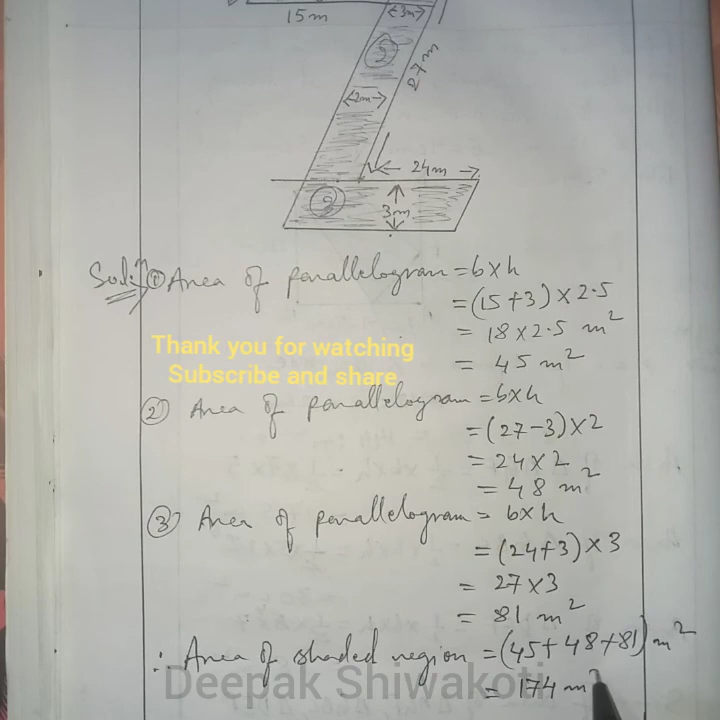 15m
3m
2
27m
2m
24m
3
3m
Soln: ① Area of parallelogram = b×h
= (15+3)×2.5
= 18×2.5 m²
= 45 m²
Thank you for watching
Subscribe and share
② Area of parallelogram = b×h
= (27-3)×2
= 24×2
= 48 m²
③ Area of parallelogram = b×h
= (24+3)×3
= 27×3
= 81 m²
∴ Area of shaded region = (45+48+81) m²
= 174 m²
Deepak Shiwakoti